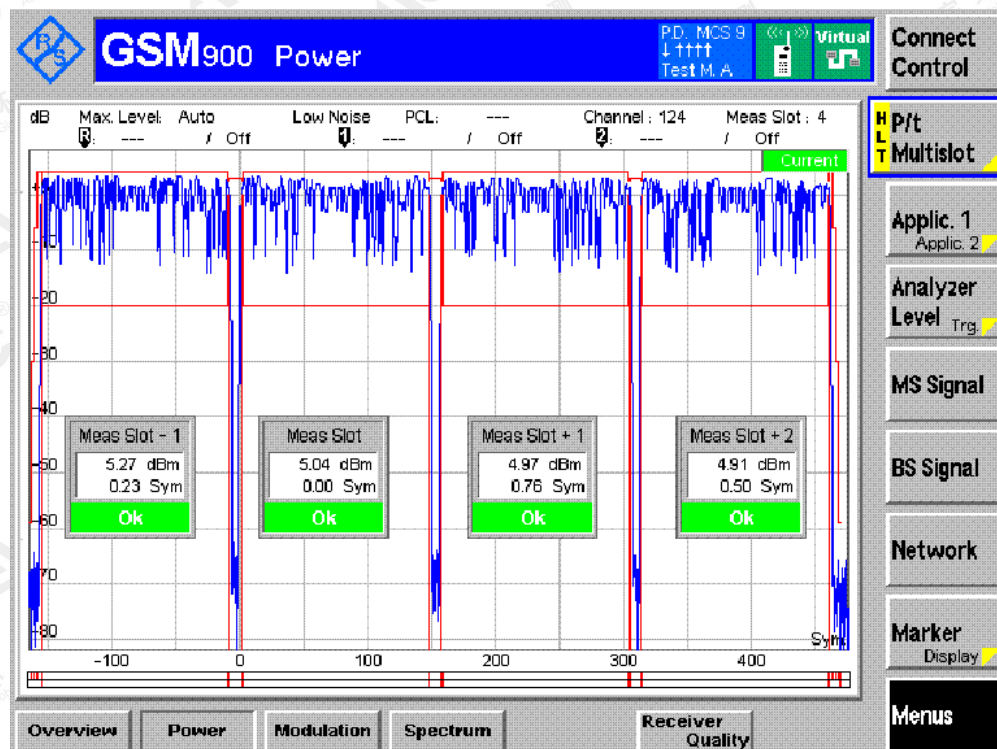 R/S
GSM900 Power
P.D. MCS 9
↓ ↑↑↑↑
Test M. A.
Virtual
Connect
Control
dB Max. Level: Auto Low Noise PCL: --- Channel : 124 Meas Slot : 4
R: --- / Off 1: --- / Off 2: --- / Off
Current
HLT
P/t
Multislot
Applic. 1
Applic. 2
Analyzer
Level Trg.
MS Signal
BS Signal
Network
Marker
Display
Menus
-10
-20
-30
-40
-50
-60
-70
-80
Meas Slot - 1
5.27 dBm
0.23 Sym
Ok
Meas Slot
5.04 dBm
0.00 Sym
Ok
Meas Slot + 1
4.97 dBm
0.76 Sym
Ok
Meas Slot + 2
4.91 dBm
0.50 Sym
Ok
Sym
-100 0 100 200 300 400
Overview Power Modulation Spectrum Receiver
Quality